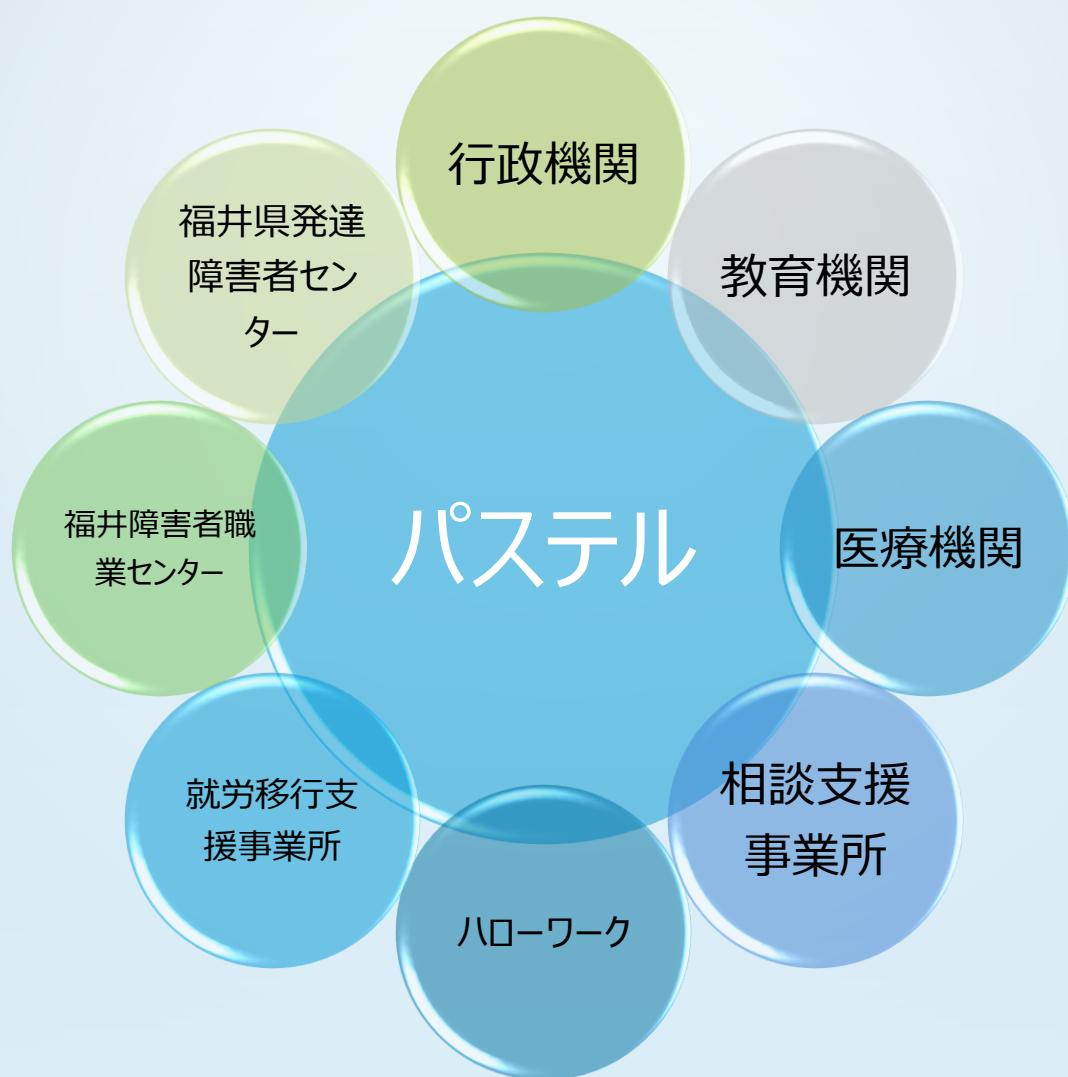 行政機関
教育機関
医療機関
相談支援
事業所
ハローワーク
就労移行支
援事業所
福井障害者職
業センター
福井県発達
障害者セン
ター
パステル